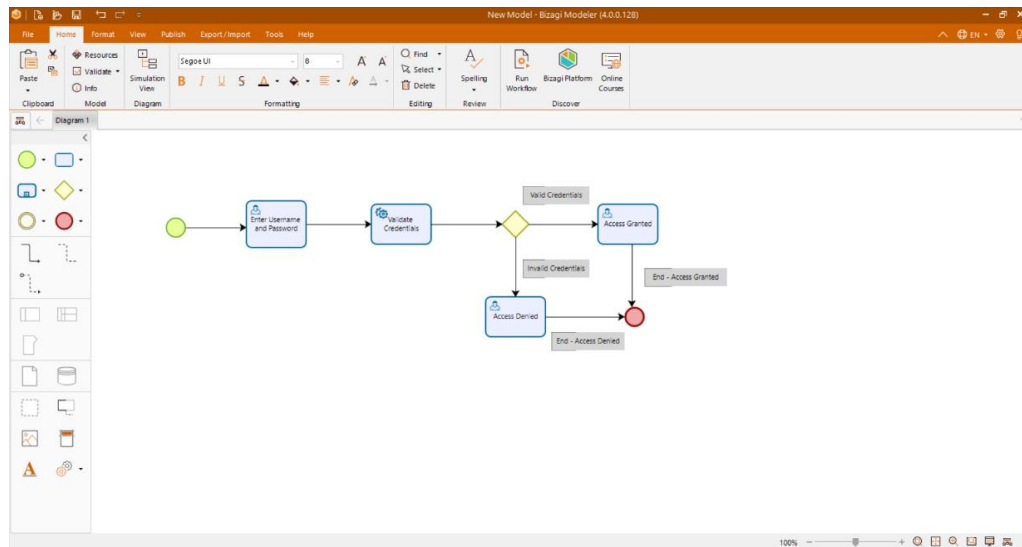 New Model - Bizagi Modeler (4.0.0.128)
File Home Format View Publish Export/Import Tools Help
EN
Paste
Clipboard
Resources
Validate
Info
Model
Simulation
View
Diagram
Segoe UI 8 A A
B I U S A
Formatting
Find
Select
Delete
Editing
Spelling
Review
Run
Workflow
Bizagi Platform
Online
Courses
Discover
Diagram 1
Enter Username
and Password
Validate
Credentials
Valid Credentials
Access Granted
Invalid Credentials
End - Access Granted
Access Denied
End - Access Denied
A
100%